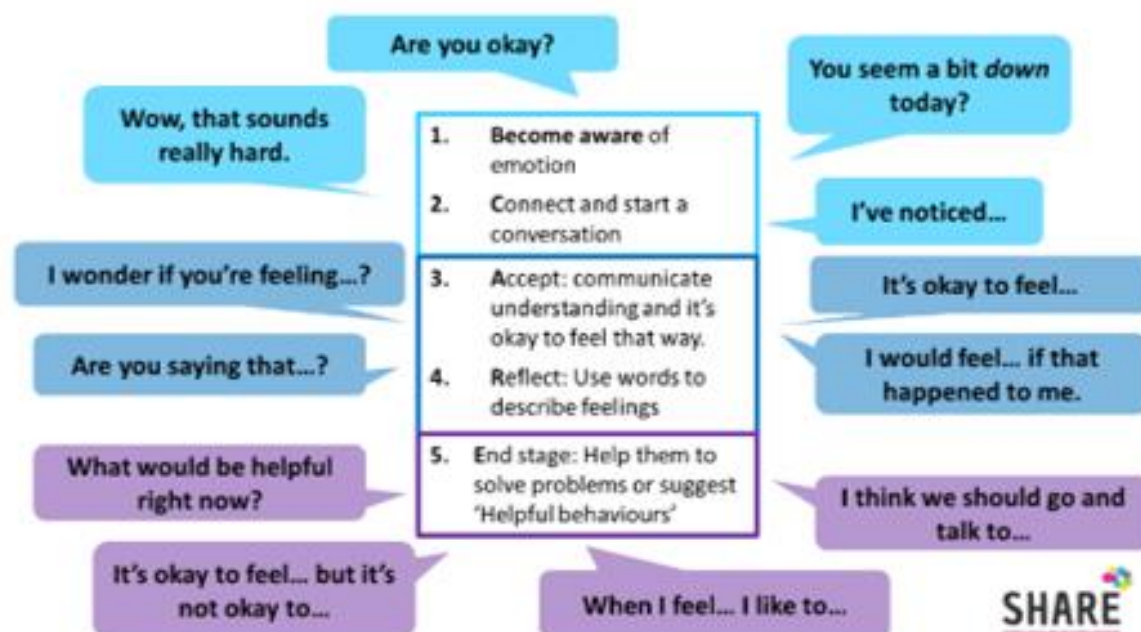 Are you okay?
You seem a bit down
today?
Wow, that sounds
really hard.
1. Become aware of
emotion
2. Connect and start a
conversation
I've noticed...
I wonder if you're feeling...?
3. Accept: communicate
understanding and it's
okay to feel that way.
It's okay to feel...
Are you saying that...?
4. Reflect: Use words to
describe feelings
I would feel... if that
happened to me.
What would be helpful
right now?
5. End stage: Help them to
solve problems or suggest
'Helpful behaviours'
I think we should go and
talk to...
It's okay to feel... but it's
not okay to...
When I feel... I like to...
SHARE